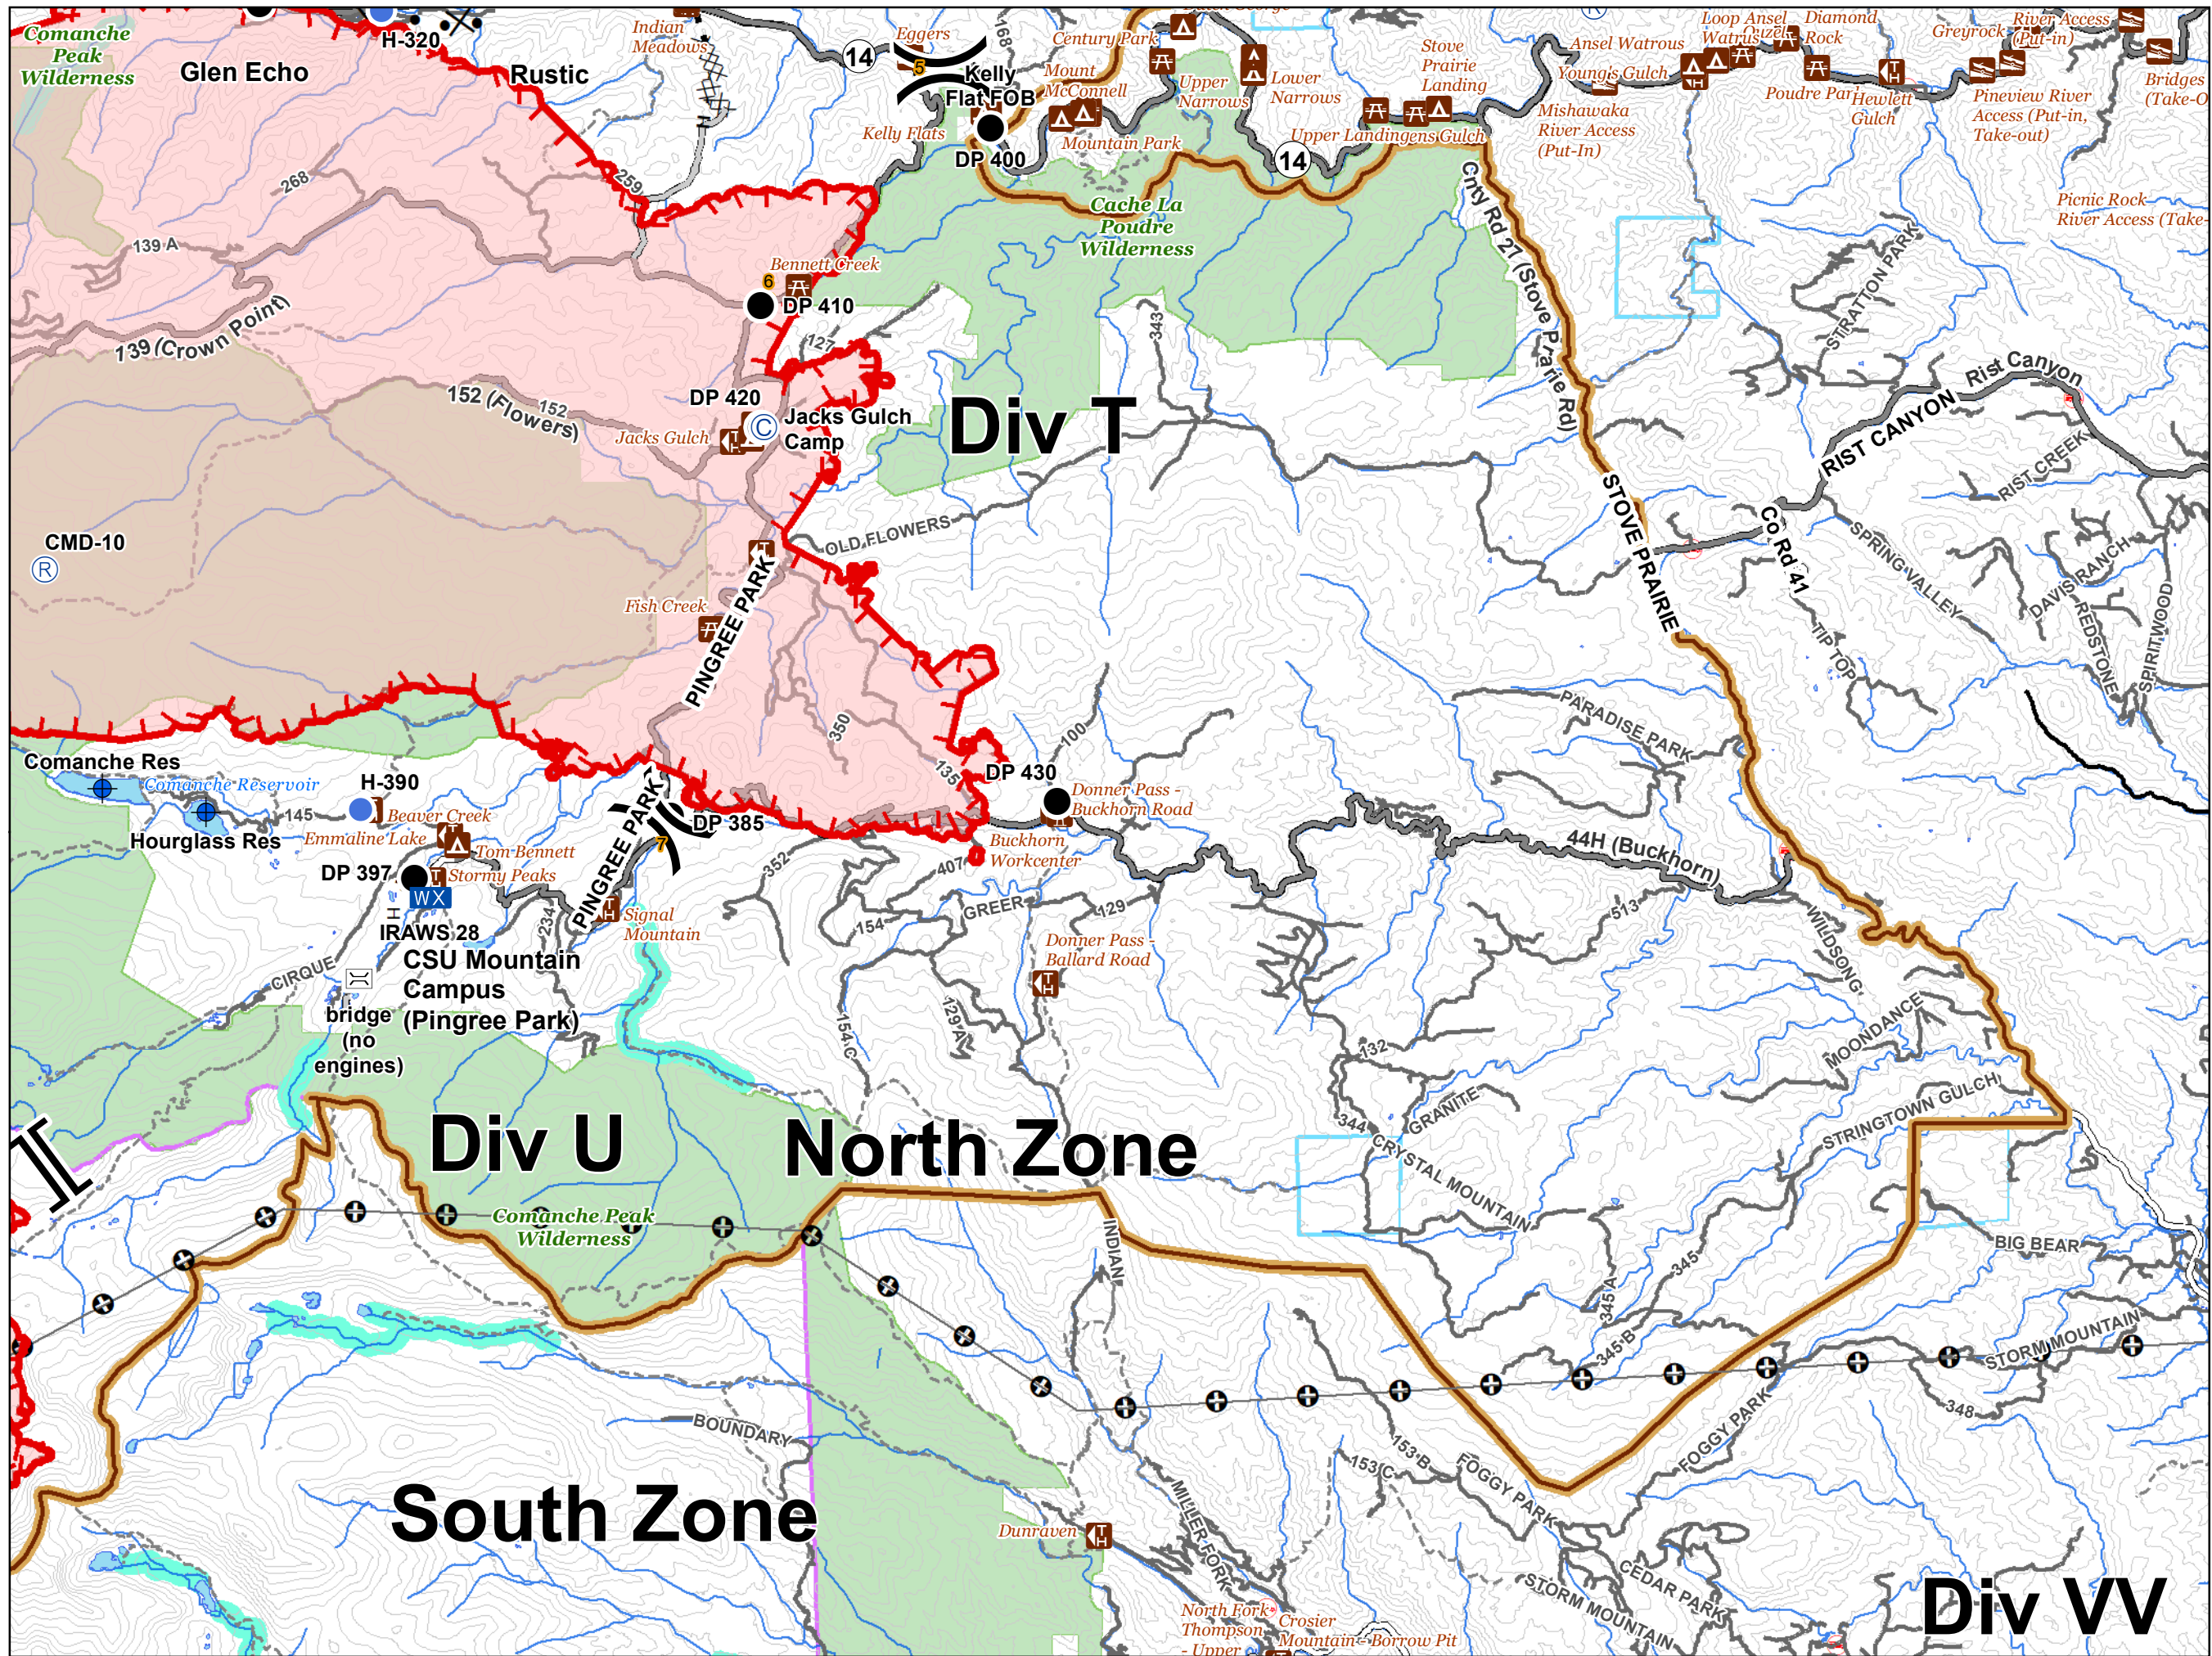 Comanche
Peak
Wilderness
Glen Echo
H-320
Rustic
Indian
Meadows
14
Eggers
5
168
Kelly
Flat FOB
Kelly Flats
DP 400
Century Park
Mount
McConnell
Mountain Park
Upper
Narrows
Lower
Narrows
Stove
Prairie
Landing
14
Ansel Watrous
Young's Gulch
Mishawaka
River Access
(Put-In)
Loop Ansel
Diamond
Rock
Poudre Park
Hewlett
Gulch
Greyrock
River Access
(Put-in)
Pineview River
Access (Put-in,
Take-out)
Bridges
Picnic Rock
River Access (Take-
268
259
139 A
139 (Crown Point)
Bennett Creek
6
DP 410
127
Cache La
Poudre
Wilderness
Cnty Rd 27 (Stove Prairie Rd)
343
152 (Flowers)
152
DP 420
C
Jacks Gulch
Camp
Jacks Gulch
Div T
STRATTON PARK
Rist Canyon
RIST CANYON
RIST CREEK
OLD FLOWERS
STOVE PRAIRIE
Co Rd 41
SPRING VALLEY
DAVIS RANCH
REDSTONE
SPIRITWOOD
TIP TOP
CMD-10
R
Fish Creek
PINGREE PARK
350
135
100
PARADISE PARK
Comanche Res
Comanche Reservoir
Hourglass Res
145
H-390
Beaver Creek
Emmaline Lake
Tom Bennett
Stormy Peaks
DP 397
WX
IRAWS 28
CSU Mountain
Campus
(Pingree Park)
CIRQUE
bridge
(no
engines)
234
PINGREE PARK
7
DP 385
Signal
Mountain
DP 430
Donner Pass -
Buckhorn Road
Buckhorn
Workcenter
352
407
GREER
154
129
Donner Pass -
Ballard Road
154 C
129 A
44H (Buckhorn)
513
WILDSONG
MOONDANCE
132
GRANITE
344
CRYSTAL MOUNTAIN
STRINGTOWN GULCH
Div U
North Zone
Comanche Peak
Wilderness
INDIAN
345
345 A
345 B
BIG BEAR
STORM MOUNTAIN
348
BOUNDARY
South Zone
153 B
153 C
FOGGY PARK
FOGGY PARK
Dunraven
MILLER FORK
CEDAR PARK
STORM MOUNTAIN
North Fork
Thompson
- Upper
Crosier
Mountain - Borrow Pit
Div VV